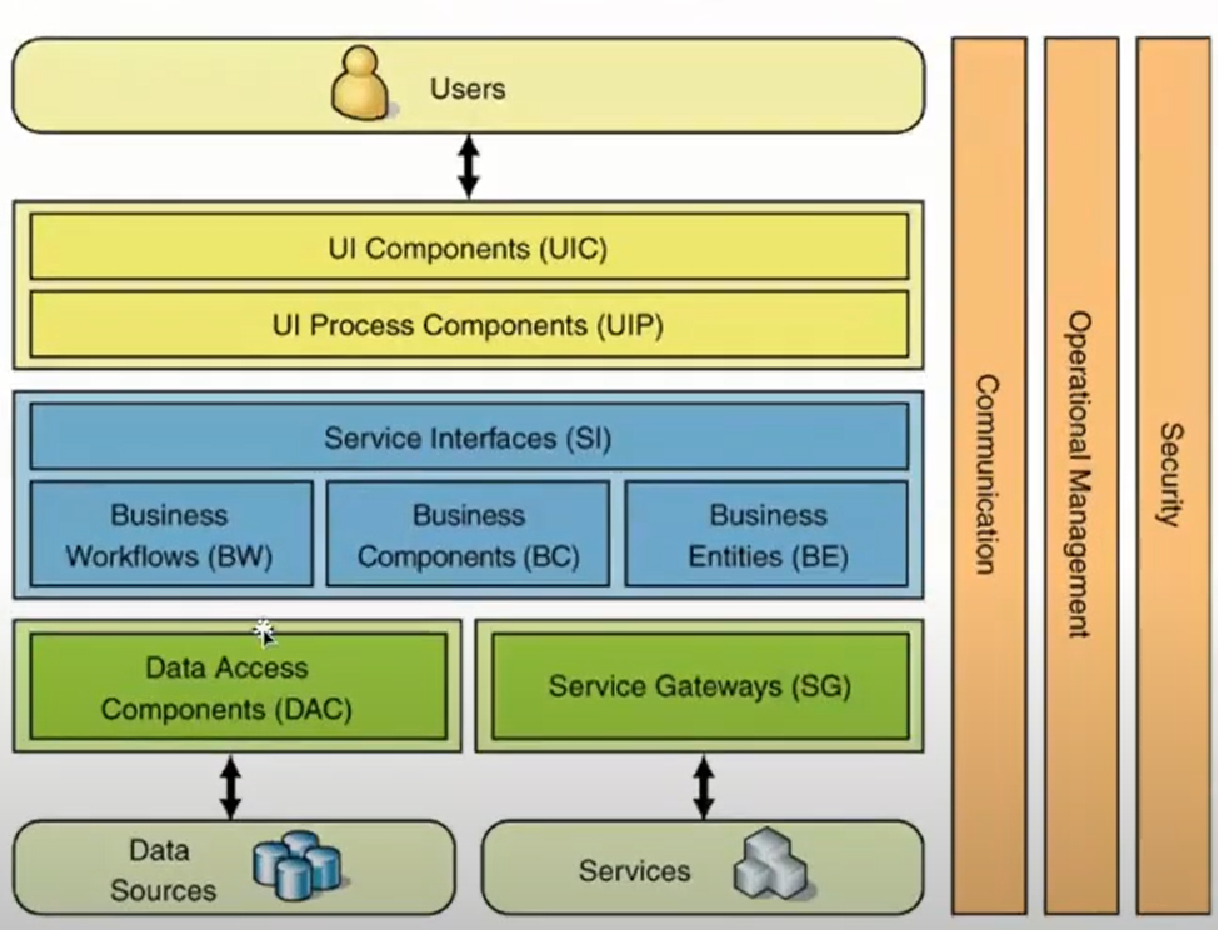 Users
UI Components (UIC)
UI Process Components (UIP)
Service Interfaces (SI)
Business
Workflows (BW)
Business
Components (BC)
Business
Entities (BE)
Data Access
Components (DAC)
Service Gateways (SG)
Data
Sources
Services
Communication
Operational Management
Security